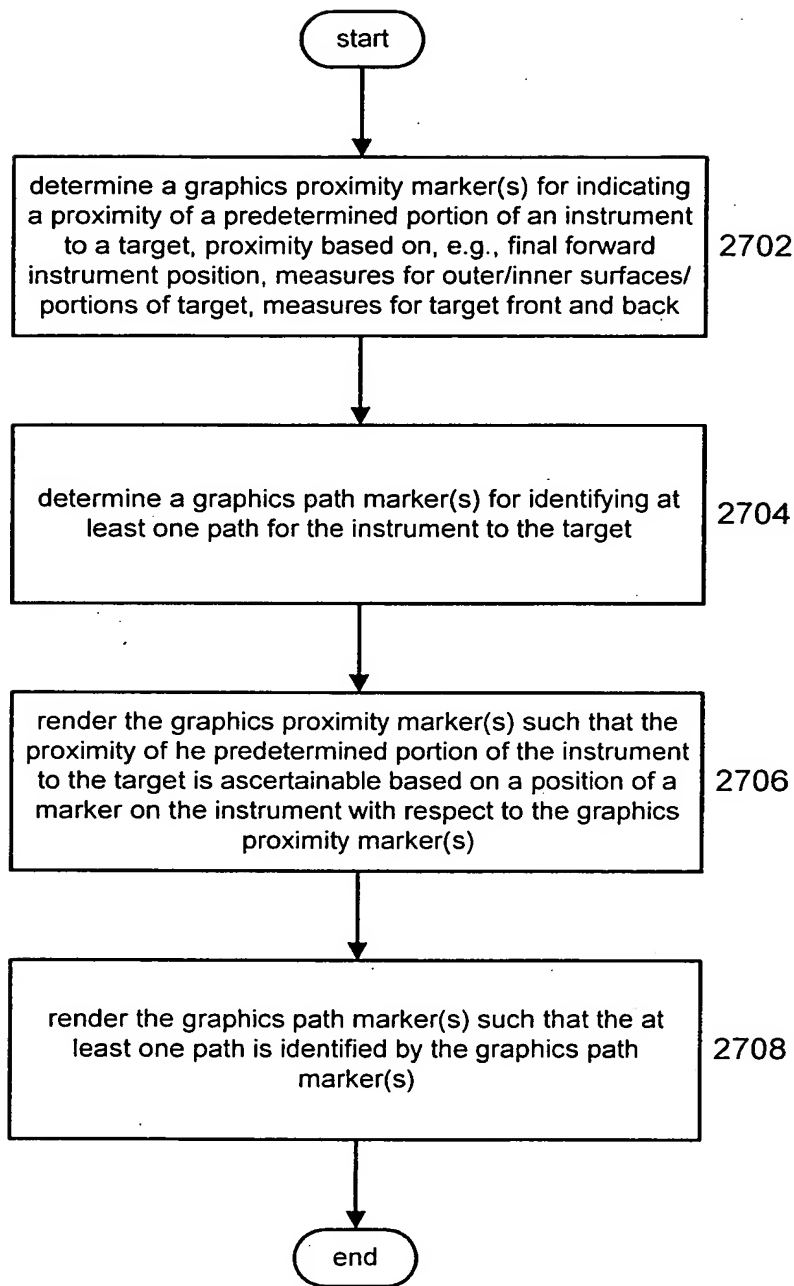 start
determine a graphics proximity marker(s) for indicating
a proximity of a predetermined portion of an instrument
to a target, proximity based on, e.g., final forward
instrument position, measures for outer/inner surfaces/
portions of target, measures for target front and back
2702
determine a graphics path marker(s) for identifying at
least one path for the instrument to the target
2704
render the graphics proximity marker(s) such that the
proximity of he predetermined portion of the instrument
to the target is ascertainable based on a position of a
marker on the instrument with respect to the graphics
proximity marker(s)
2706
render the graphics path marker(s) such that the at
least one path is identified by the graphics path
marker(s)
2708
end